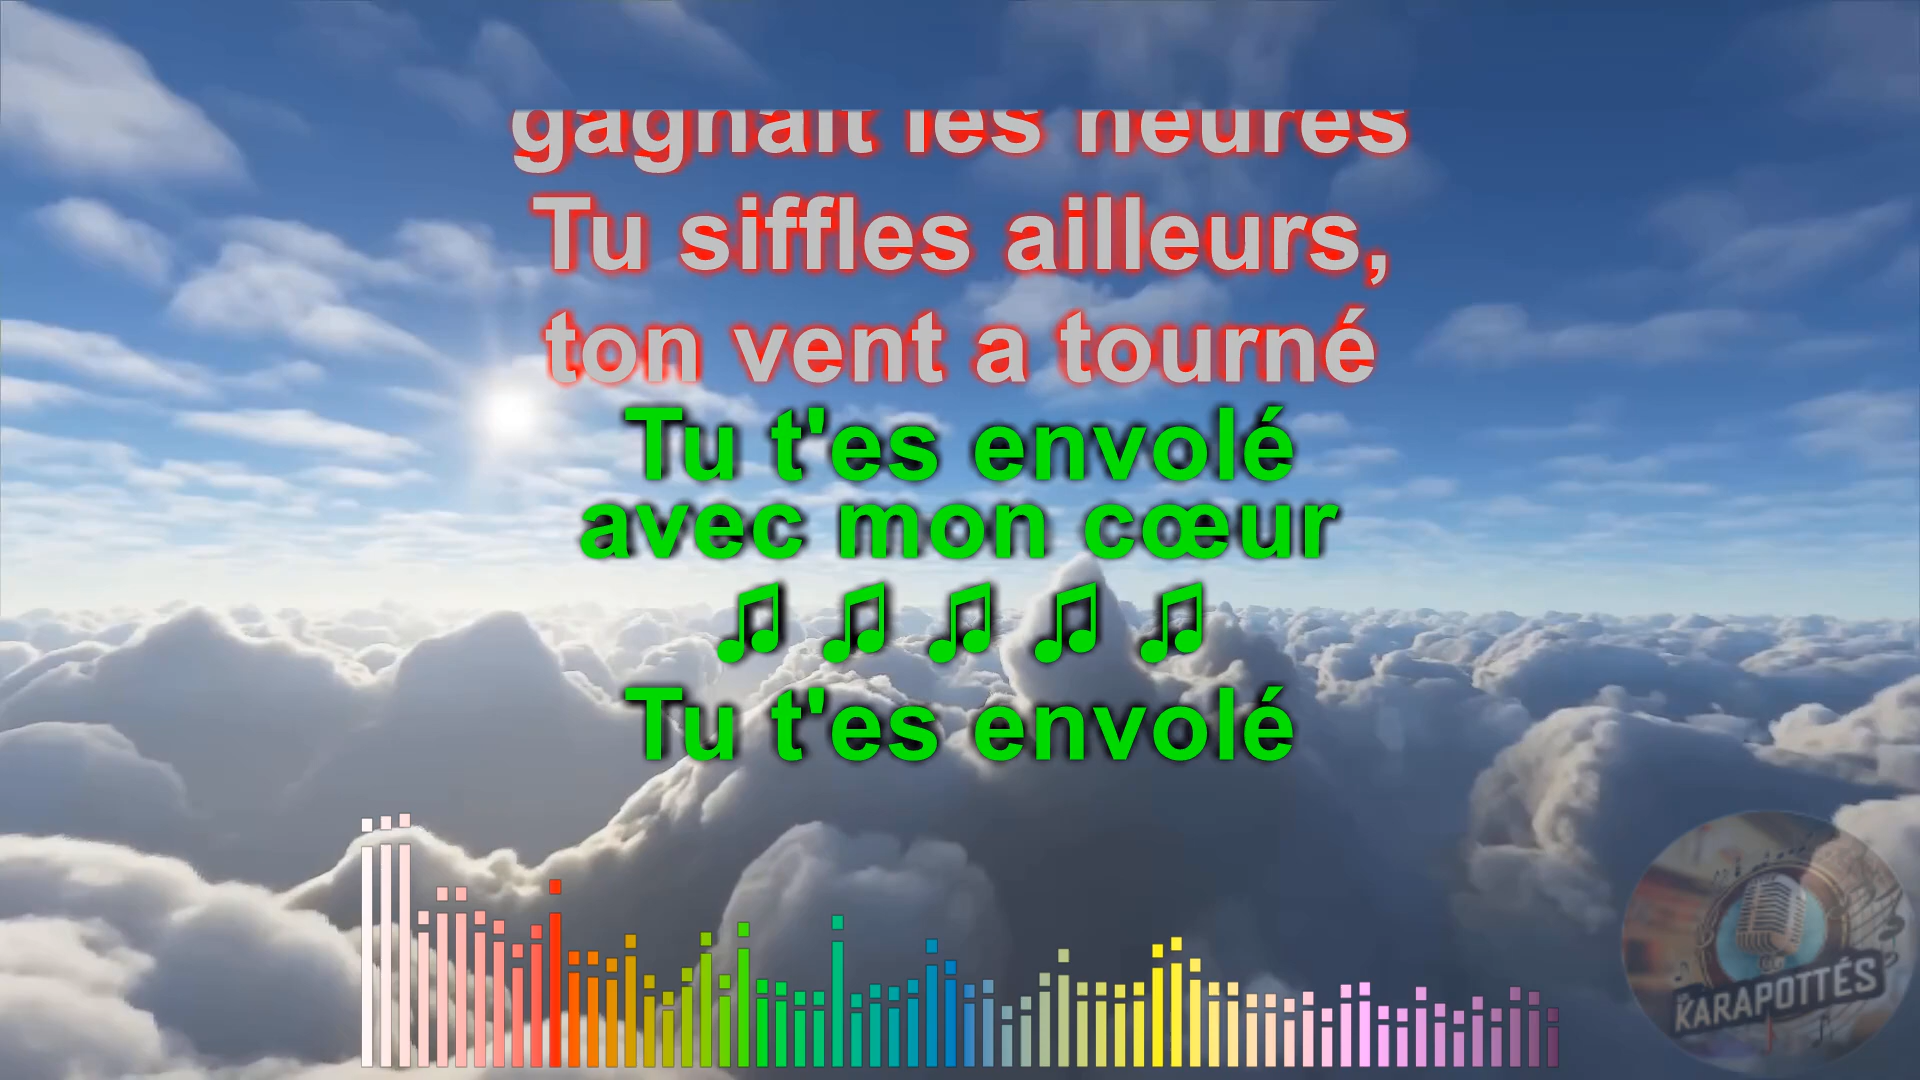 gagnait les heures
Tu siffles ailleurs,
ton vent a tourné
Tu t'es envolé
avec mon cœur
♫ ♫ ♫ ♫ ♫
Tu t'es envolé
KARAPOTTÉS